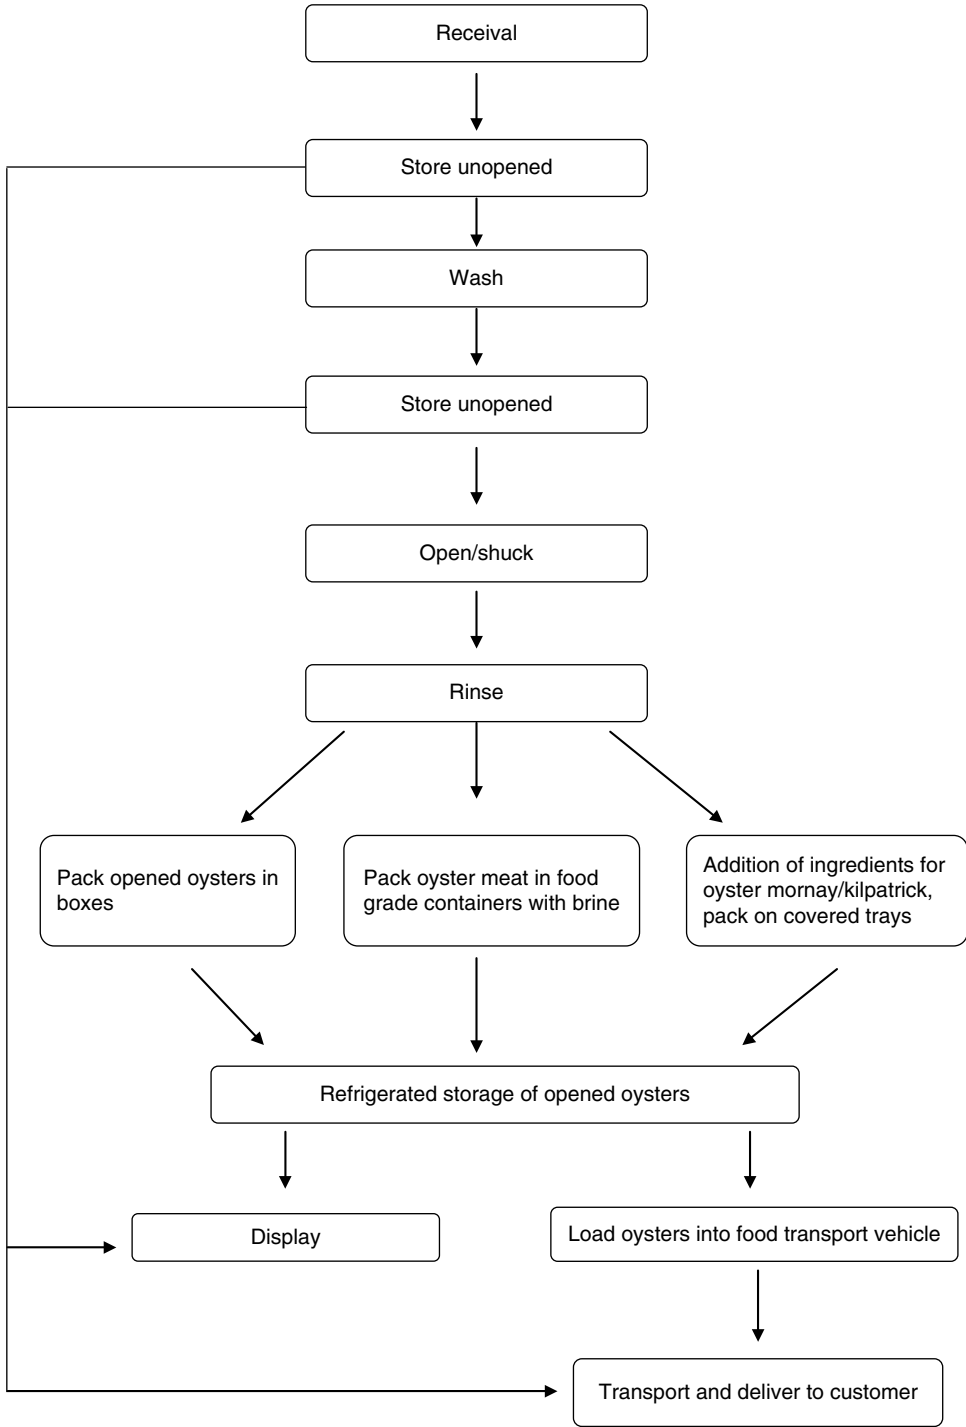 Receival
Store unopened
Wash
Store unopened
Open/shuck
Rinse
Pack opened oysters in
boxes
Pack oyster meat in food
grade containers with brine
Addition of ingredients for
oyster mornay/kilpatrick,
pack on covered trays
Refrigerated storage of opened oysters
Display
Load oysters into food transport vehicle
Transport and deliver to customer